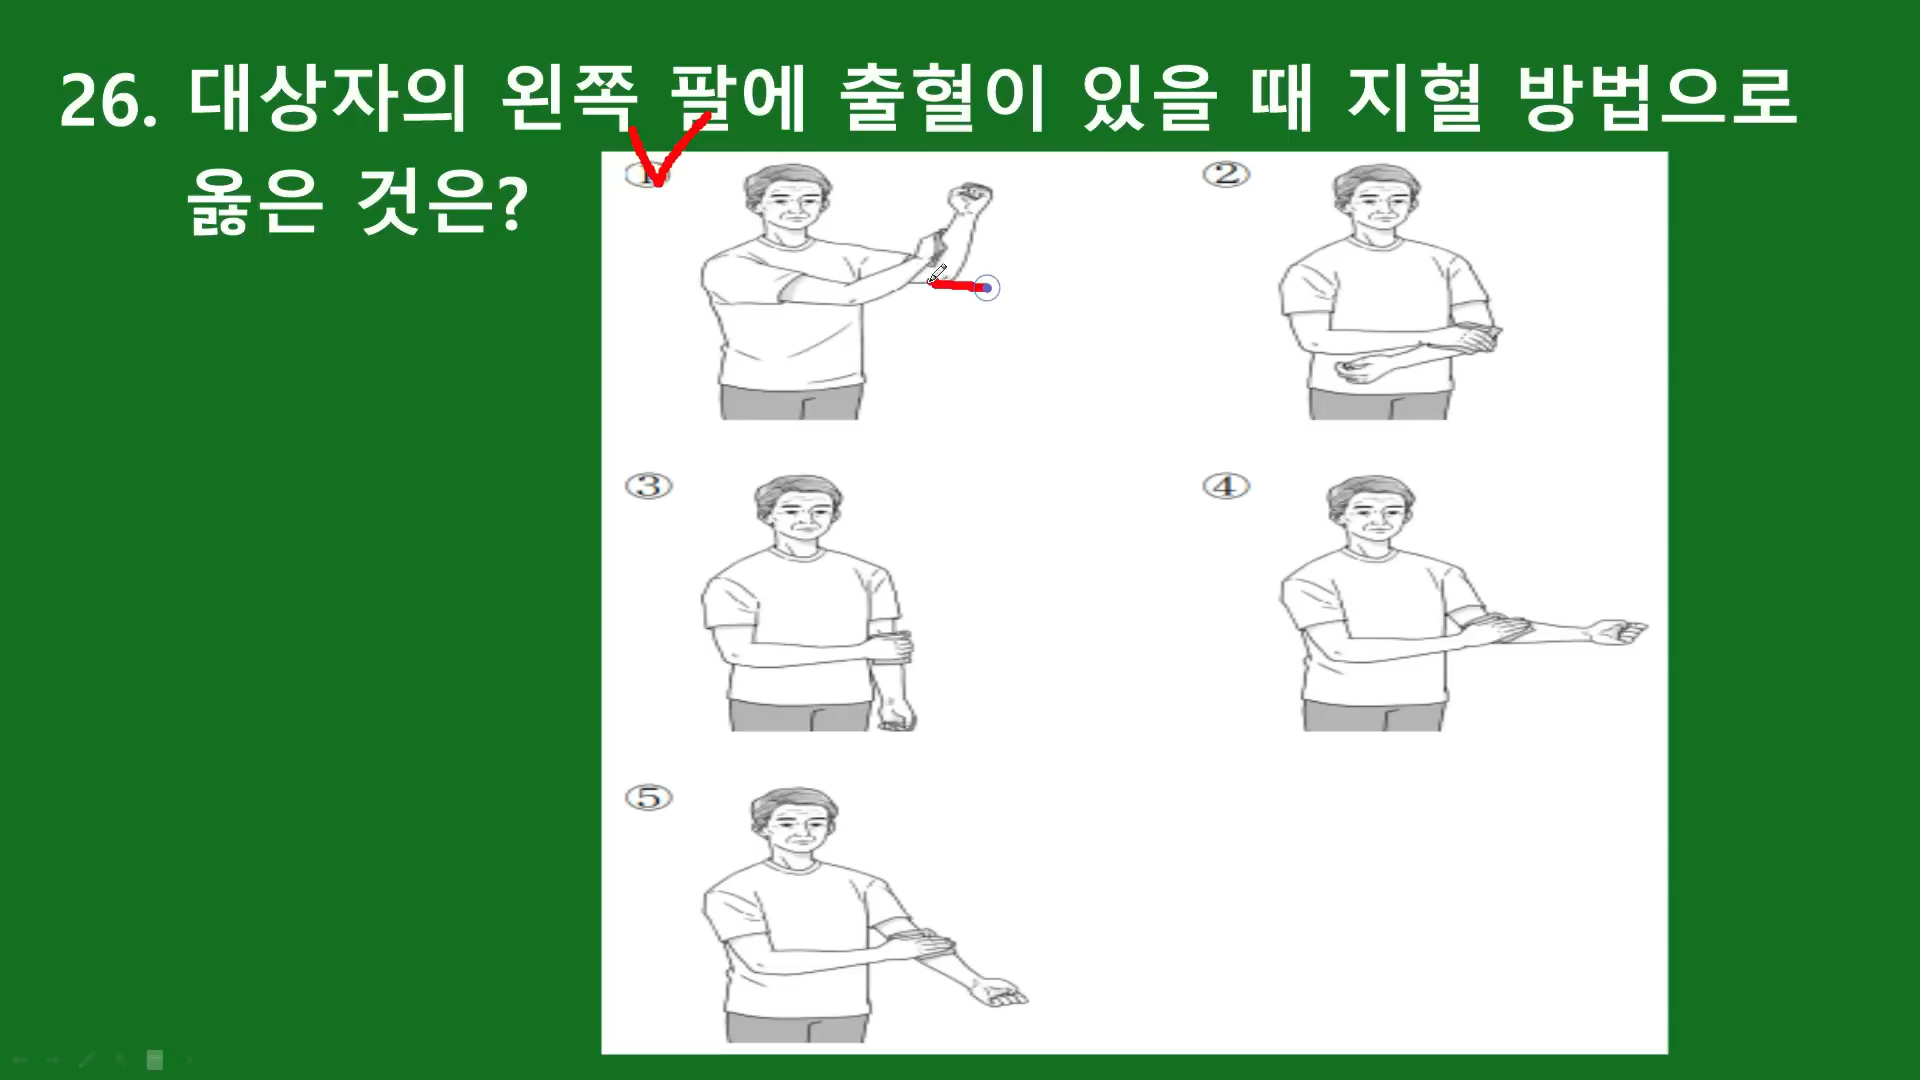 26. 대상자의 왼쪽 팔에 출혈이 있을 때 지혈 방법으로
옳은 것은?
①
②
③
④
⑤